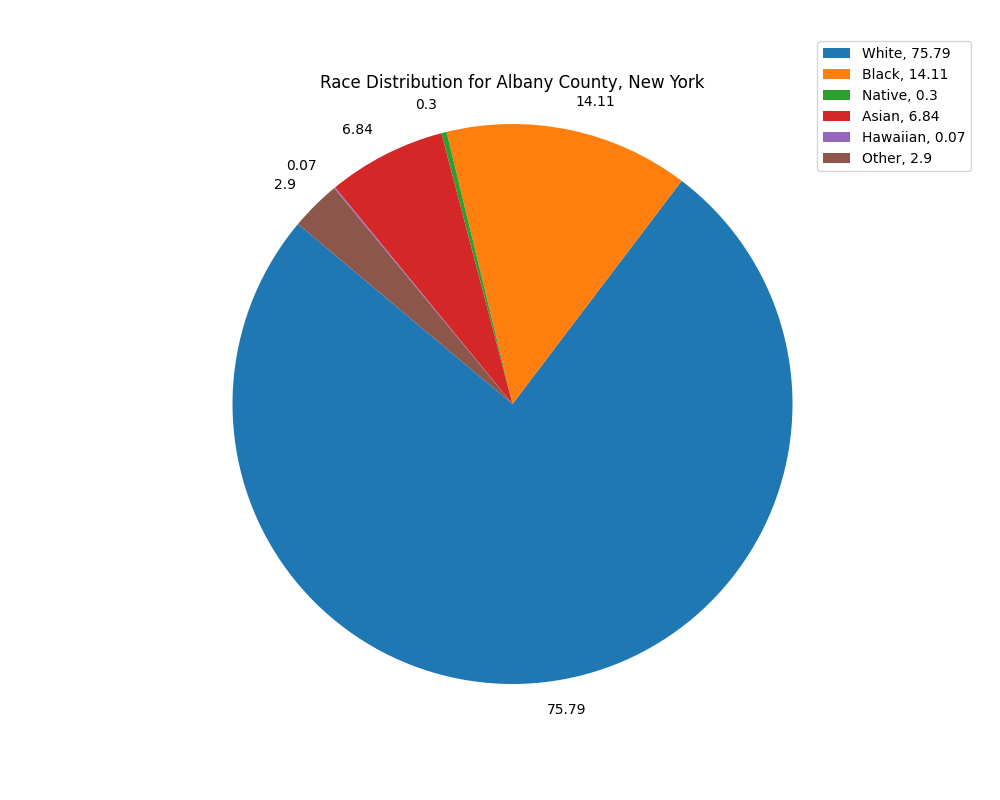 Race Distribution for Albany County, New York
White, 75.79
Black, 14.11
Native, 0.3
Asian, 6.84
Hawaiian, 0.07
Other, 2.9
14.11
0.3
6.84
0.07
2.9
75.79